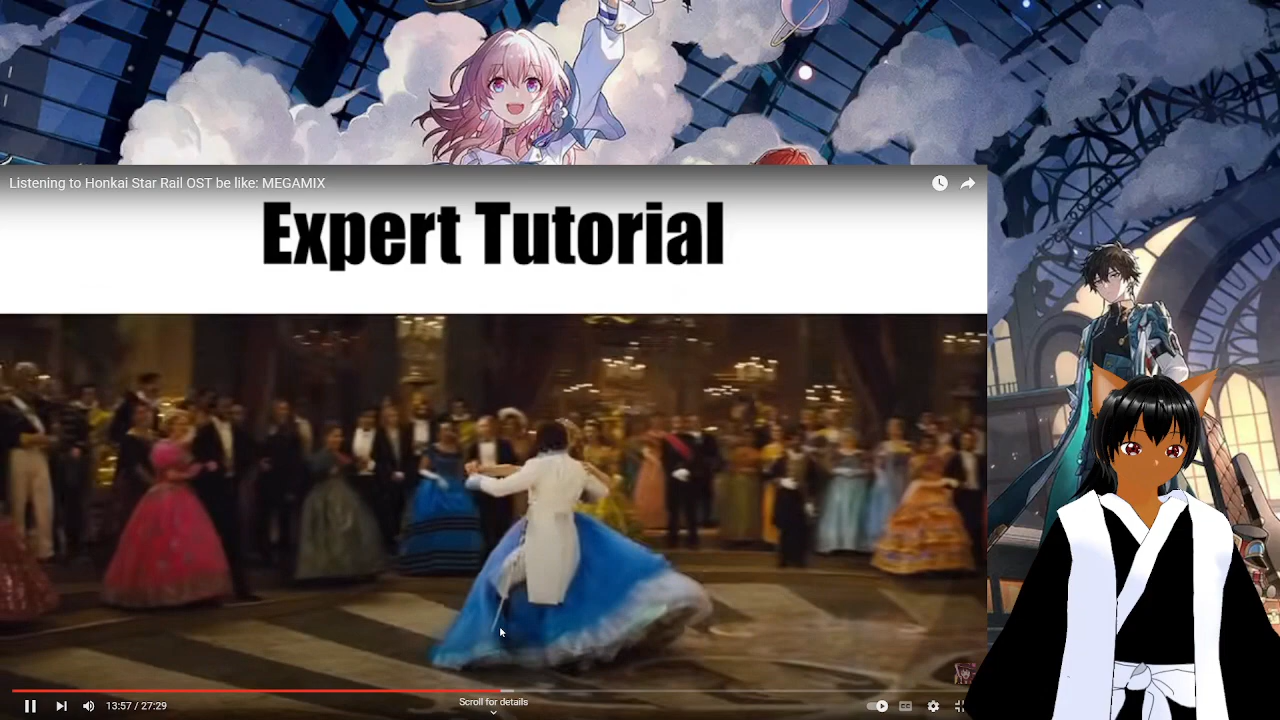 Listening to Honkai Star Rail OST be like: MEGAMIX
Expert Tutorial
Scroll for details
13:57 / 27:29